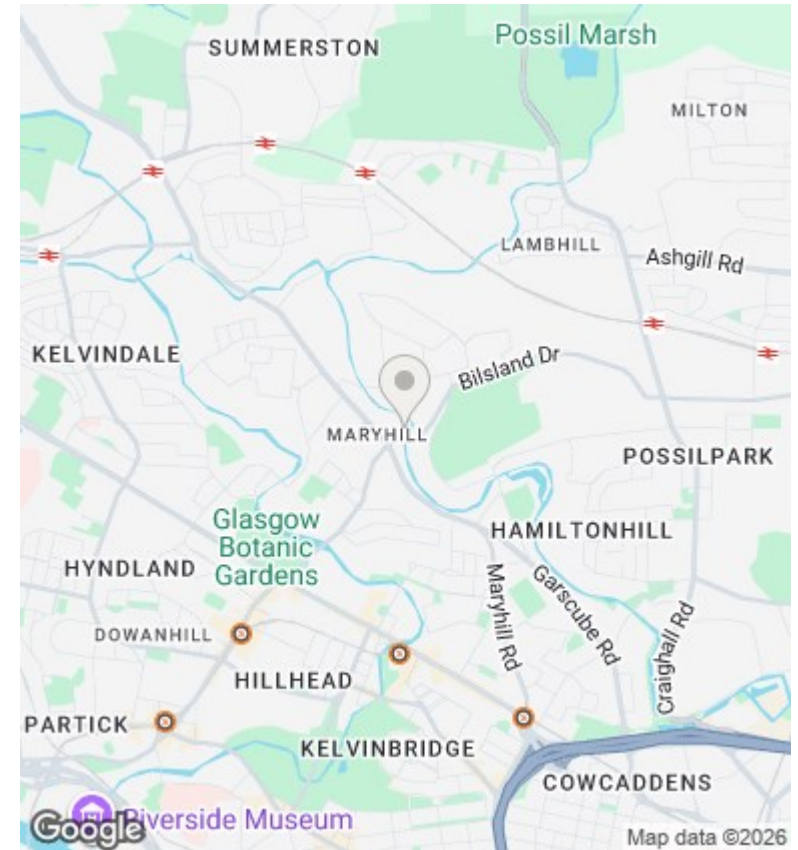 SUMMERSTON
Possil Marsh
MILTON
LAMBHILL
Ashgill Rd
KELVINDALE
Bilsland Dr
MARYHILL
POSSILPARK
Glasgow
Botanic
Gardens
HAMILTONHILL
HYNDLAND
Maryhill Rd
Garscube Rd
Craighall Rd
DOWANHILL
HILLHEAD
PARTICK
KELVINBRIDGE
COWCADDENS
Riverside Museum
Google
Map data ©2026